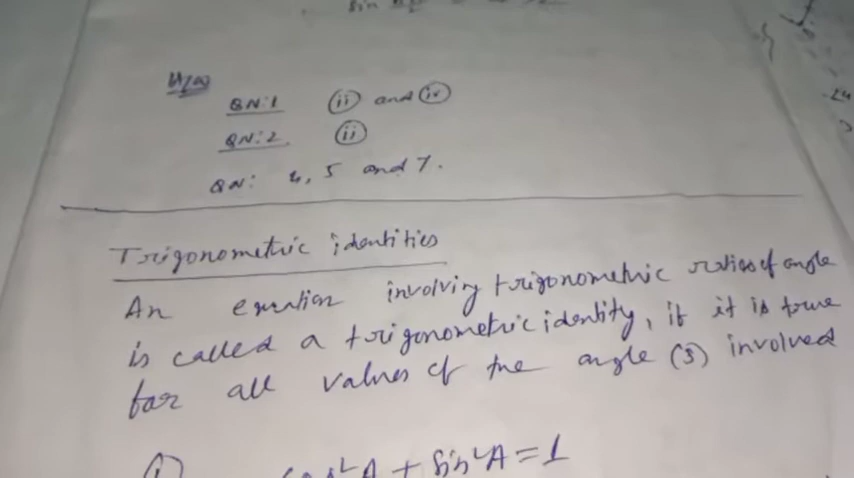 H/W
QN:1 (ii) and (iv)
QN:2. (ii)
QN: 4, 5 and 7.
Trigonometric identities
An equation involving trigonometric ratios of angle
is called a trigonometric identity, if it is true
for all values of the angle (s) involved
(1) cos²A + sin²A = 1